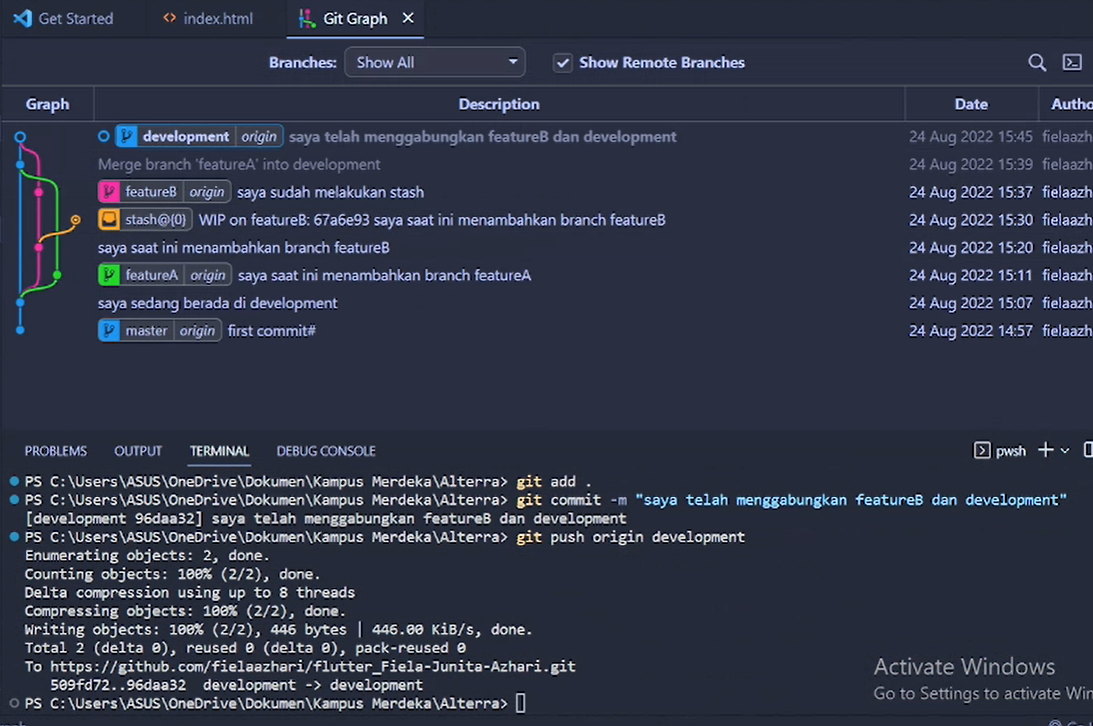 Get Started
<> index.html
Git Graph
Branches: Show All
Show Remote Branches
Graph Description Date Autho
development origin saya telah menggabungkan featureB dan development 24 Aug 2022 15:45 fielaazh
Merge branch 'featureA' into development 24 Aug 2022 15:39 fielaazh
featureB origin saya sudah melakukan stash 24 Aug 2022 15:37 fielaazh
stash@{0} WIP on featureB: 67a6e93 saya saat ini menambahkan branch featureB 24 Aug 2022 15:30 fielaazh
saya saat ini menambahkan branch featureB 24 Aug 2022 15:20 fielaazh
featureA origin saya saat ini menambahkan branch featureA 24 Aug 2022 15:11 fielaazh
saya sedang berada di development 24 Aug 2022 15:07 fielaazh
master origin first commit# 24 Aug 2022 14:57 fielaazh
PROBLEMS OUTPUT TERMINAL DEBUG CONSOLE pwsh
PS C:\Users\ASUS\OneDrive\Dokumen\Kampus Merdeka\Alterra> git add .
PS C:\Users\ASUS\OneDrive\Dokumen\Kampus Merdeka\Alterra> git commit -m "saya telah menggabungkan featureB dan development"
[development 96daa32] saya telah menggabungkan featureB dan development
PS C:\Users\ASUS\OneDrive\Dokumen\Kampus Merdeka\Alterra> git push origin development
Enumerating objects: 2, done.
Counting objects: 100% (2/2), done.
Delta compression using up to 8 threads
Compressing objects: 100% (2/2), done.
Writing objects: 100% (2/2), 446 bytes | 446.00 KiB/s, done.
Total 2 (delta 0), reused 0 (delta 0), pack-reused 0
To https://github.com/fielaazhari/flutter_Fiela-Junita-Azhari.git
509fd72..96daa32 development -> development
PS C:\Users\ASUS\OneDrive\Dokumen\Kampus Merdeka\Alterra>
Activate Windows
Go to Settings to activate Win